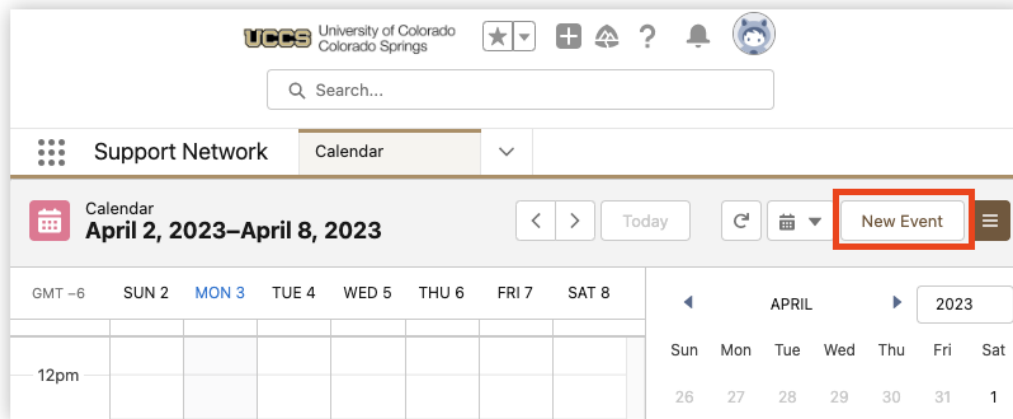 UCCS University of Colorado
Colorado Springs
Search...
Support Network Calendar
Calendar
April 2, 2023–April 8, 2023
Today
New Event
GMT −6 SUN 2 MON 3 TUE 4 WED 5 THU 6 FRI 7 SAT 8
APRIL 2023
Sun Mon Tue Wed Thu Fri Sat
12pm
26 27 28 29 30 31 1